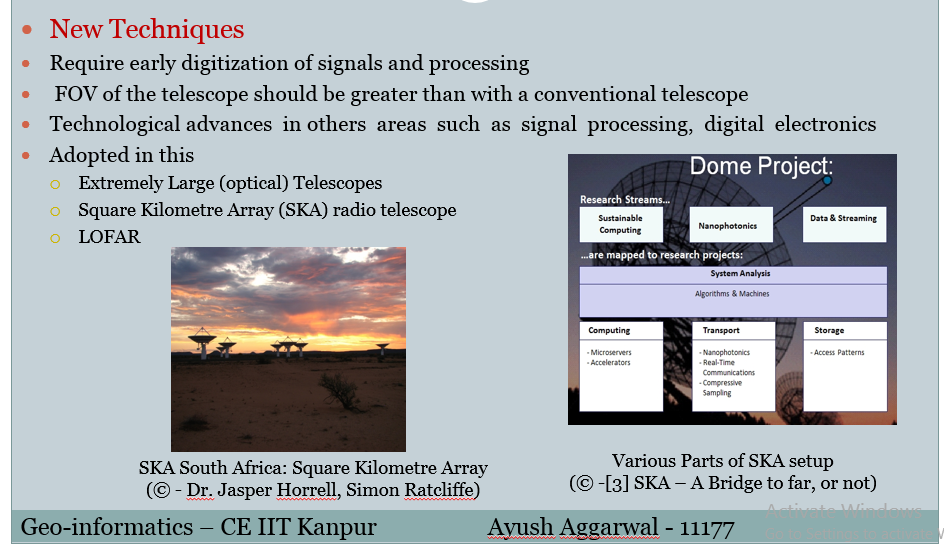 New Techniques
Require early digitization of signals and processing
FOV of the telescope should be greater than with a conventional telescope
Technological advances in others areas such as signal processing, digital electronics
Adopted in this
Extremely Large (optical) Telescopes
Square Kilometre Array (SKA) radio telescope
LOFAR
SKA South Africa: Square Kilometre Array
(© - Dr. Jasper Horrell, Simon Ratcliffe)
Dome Project:
Research Streams...
Sustainable
Computing
Nanophotonics
Data & Streaming
...are mapped to research projects:
System Analysis
Algorithms & Machines
Computing
- Microservers
- Accelerators
Transport
- Nanophotonics
- Real-Time
Communications
- Compressive
Sampling
Storage
- Access Patterns
Various Parts of SKA setup
(© -[3] SKA – A Bridge to far, or not)
Activate Windows
Geo-informatics – CE IIT Kanpur
Ayush Aggarwal - 11177